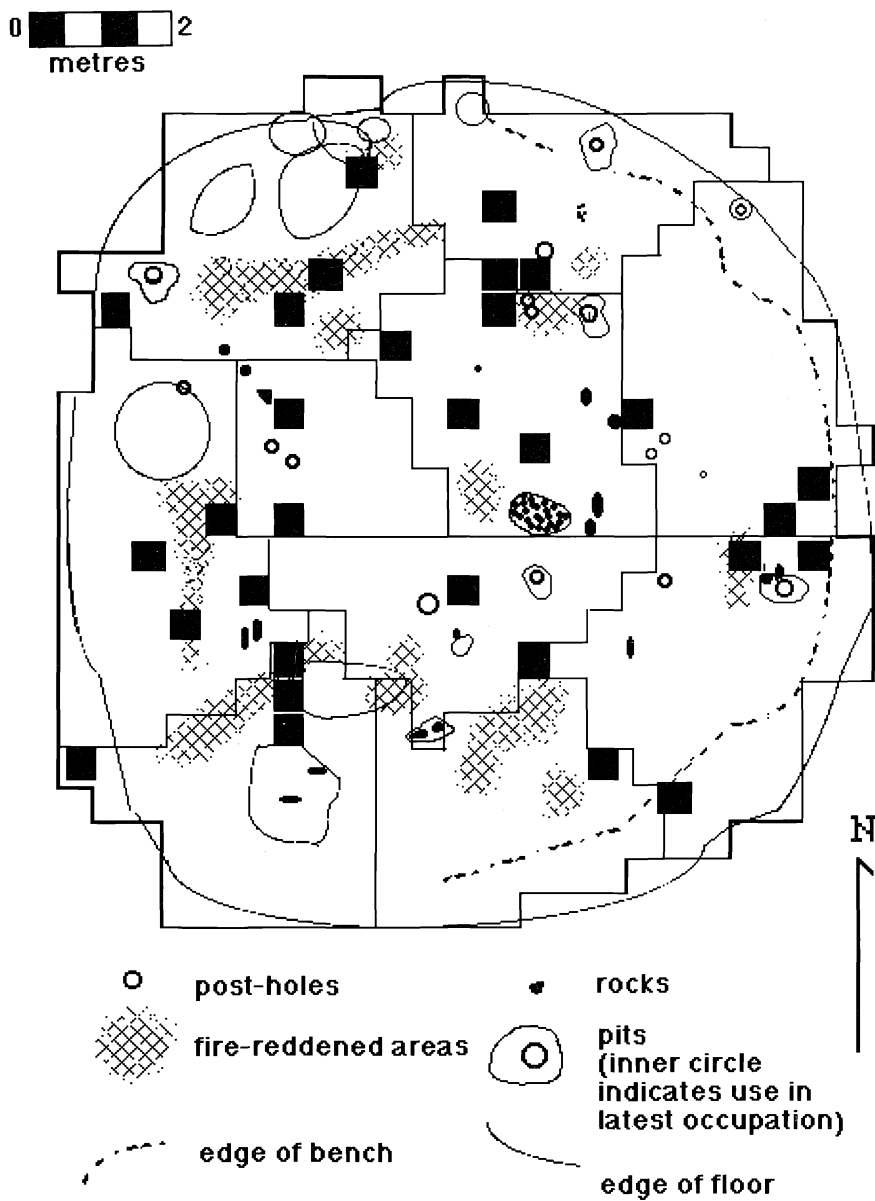 0 2
metres
N
post-holes
rocks
fire-reddened areas
pits
(inner circle
indicates use in
latest occupation)
edge of bench
edge of floor